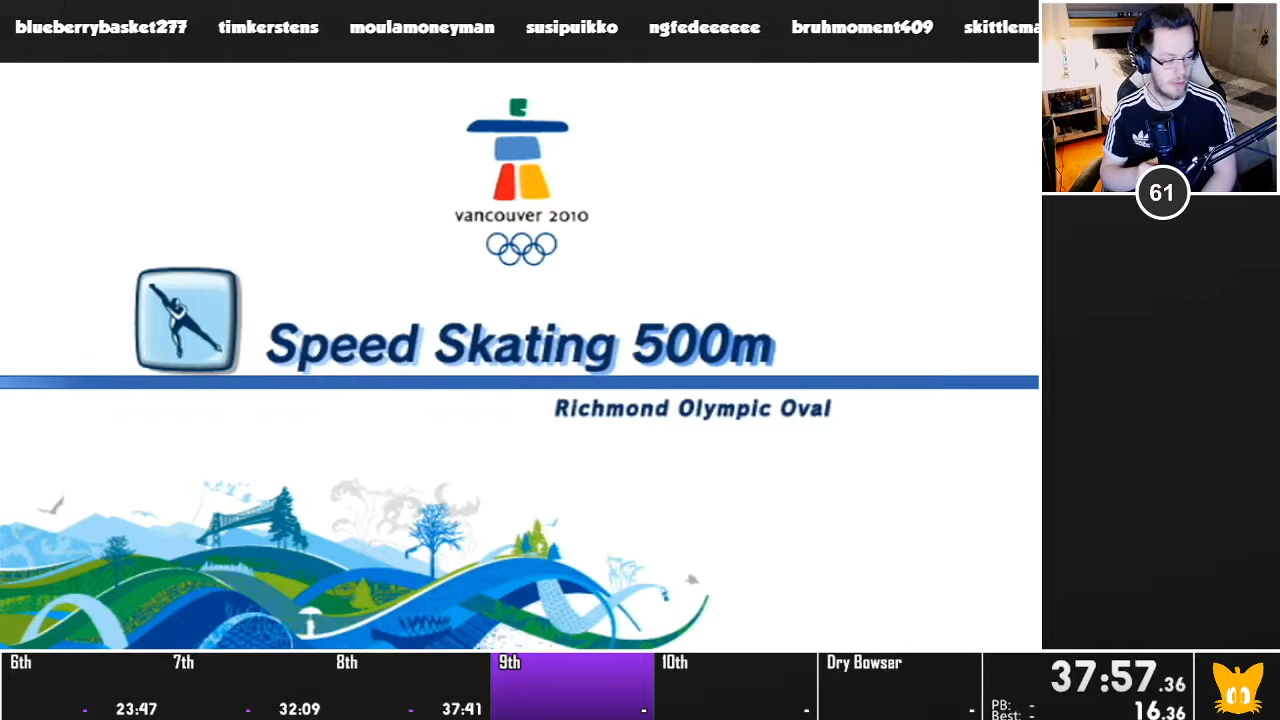 blueberrybasket277 timkerstens moulamoneyman susipuikko ngfedeeeeee bruhmoment409 skittlema
61
vancouver 2010
Speed Skating 500m
Richmond Olympic Oval
6th 7th 8th 9th 10th Dry Bowser
- 23:47 - 32:09 - 37:41 - - -
37:57.36
PB: -
Best: - 16.36